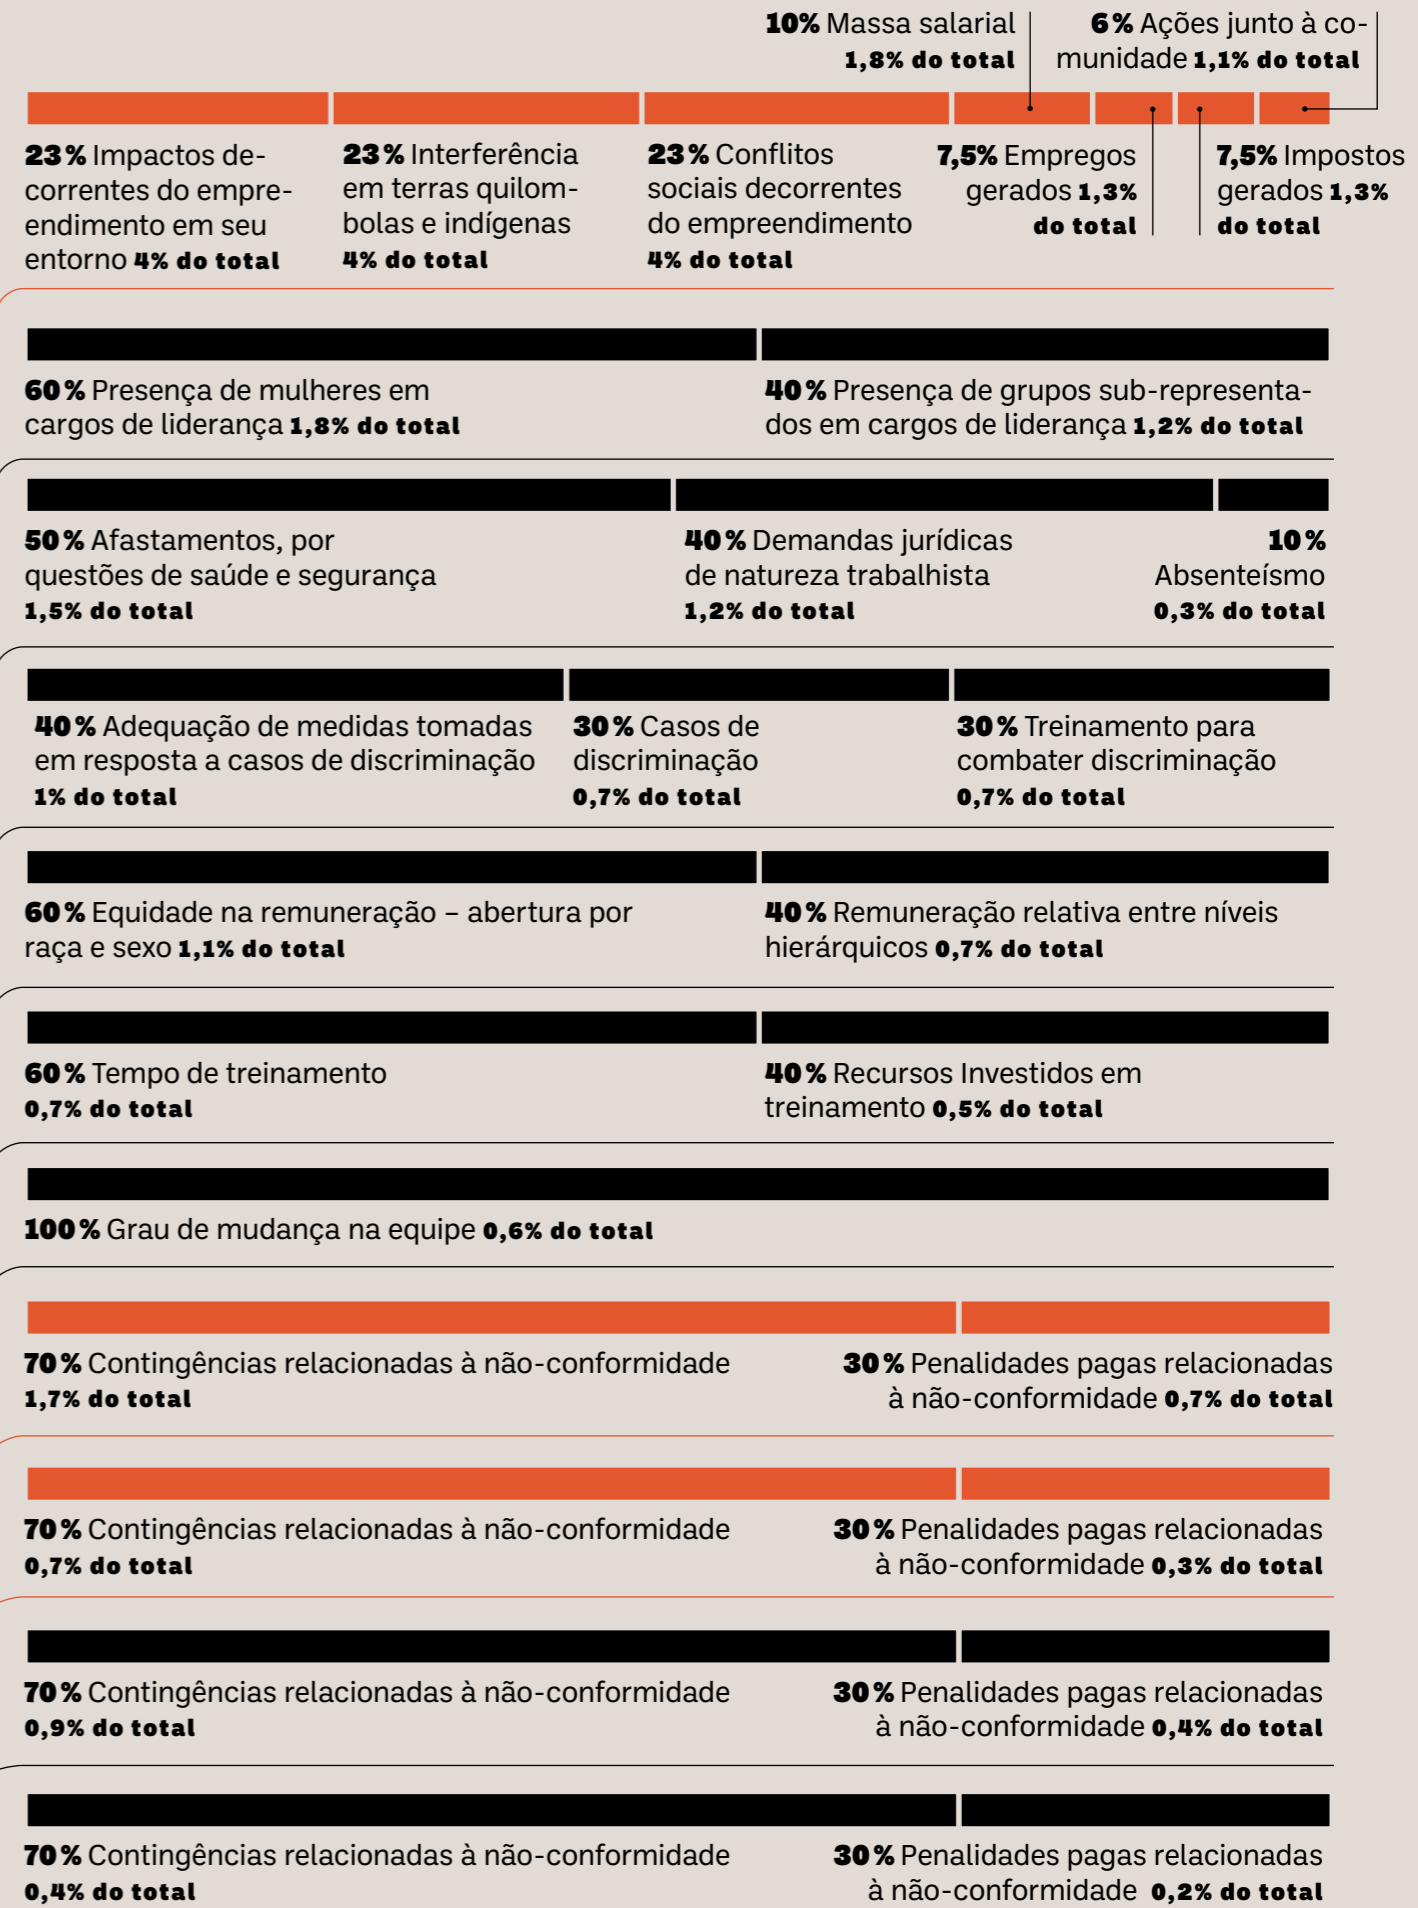 10% Massa salarial
1,8% do total
6% Ações junto à co-
munidade 1,1% do total
23% Impactos de-
correntes do empre-
endimento em seu
entorno 4% do total
23% Interferência
em terras quilom-
bolas e indígenas
4% do total
23% Conflitos
sociais decorrentes
do empreendimento
4% do total
7,5% Empregos
gerados 1,3%
do total
7,5% Impostos
gerados 1,3%
do total
60% Presença de mulheres em
cargos de liderança 1,8% do total
40% Presença de grupos sub-representa-
dos em cargos de liderança 1,2% do total
50% Afastamentos, por
questões de saúde e segurança
1,5% do total
40% Demandas jurídicas
de natureza trabalhista
1,2% do total
10%
Absenteísmo
0,3% do total
40% Adequação de medidas tomadas
em resposta a casos de discriminação
1% do total
30% Casos de
discriminação
0,7% do total
30% Treinamento para
combater discriminação
0,7% do total
60% Equidade na remuneração – abertura por
raça e sexo 1,1% do total
40% Remuneração relativa entre níveis
hierárquicos 0,7% do total
60% Tempo de treinamento
0,7% do total
40% Recursos Investidos em
treinamento 0,5% do total
100% Grau de mudança na equipe 0,6% do total
70% Contingências relacionadas à não-conformidade
1,7% do total
30% Penalidades pagas relacionadas
à não-conformidade 0,7% do total
70% Contingências relacionadas à não-conformidade
0,7% do total
30% Penalidades pagas relacionadas
à não-conformidade 0,3% do total
70% Contingências relacionadas à não-conformidade
0,9% do total
30% Penalidades pagas relacionadas
à não-conformidade 0,4% do total
70% Contingências relacionadas à não-conformidade
0,4% do total
30% Penalidades pagas relacionadas
à não-conformidade 0,2% do total